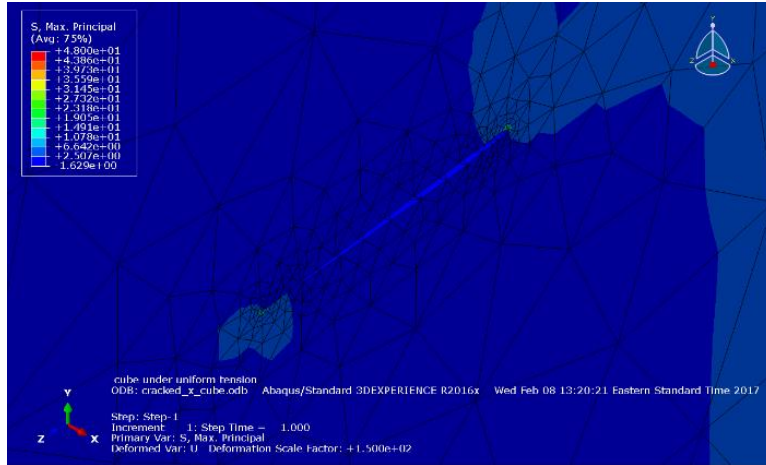 S, Max. Principal
(Avg: 75%)
+4.800e+01
+4.386e+01
+3.973e+01
+3.559e+01
+3.145e+01
+2.732e+01
+2.318e+01
+1.905e+01
+1.491e+01
+1.078e+01
+6.642e+00
+2.507e+00
-1.629e+00
Y
Z X
cube under uniform tension
ODB: cracked_x_cube.odb Abaqus/Standard 3DEXPERIENCE R2016x Wed Feb 08 13:20:21 Eastern Standard Time 2017
Y
Z X
Step: Step-1
Increment 1: Step Time = 1.000
Primary Var: S, Max. Principal
Deformed Var: U Deformation Scale Factor: +1.500e+02